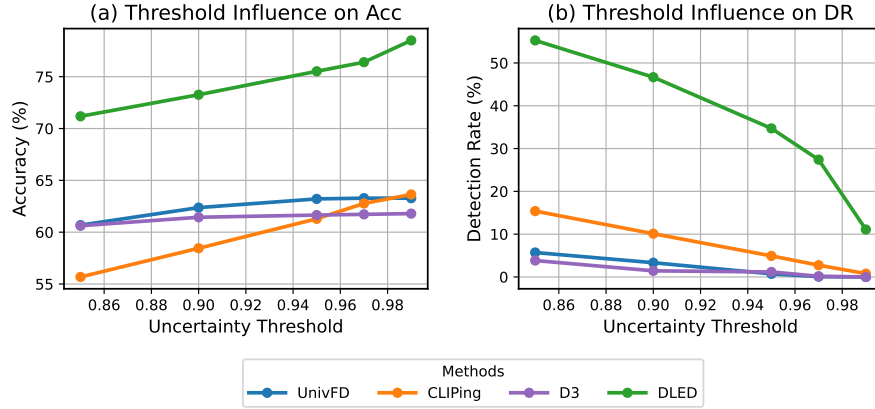 (a) Threshold Influence on Acc
Accuracy (%)
75
70
65
60
55
0.86 0.88 0.90 0.92 0.94 0.96 0.98
Uncertainty Threshold
(b) Threshold Influence on DR
Detection Rate (%)
50
40
30
20
10
0
0.86 0.88 0.90 0.92 0.94 0.96 0.98
Uncertainty Threshold
Methods
UnivFD CLIPing D3 DLED